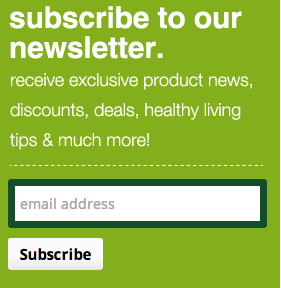 subscribe to our
newsletter.
receive exclusive product news,
discounts, deals, healthy living
tips & much more!
email address
Subscribe